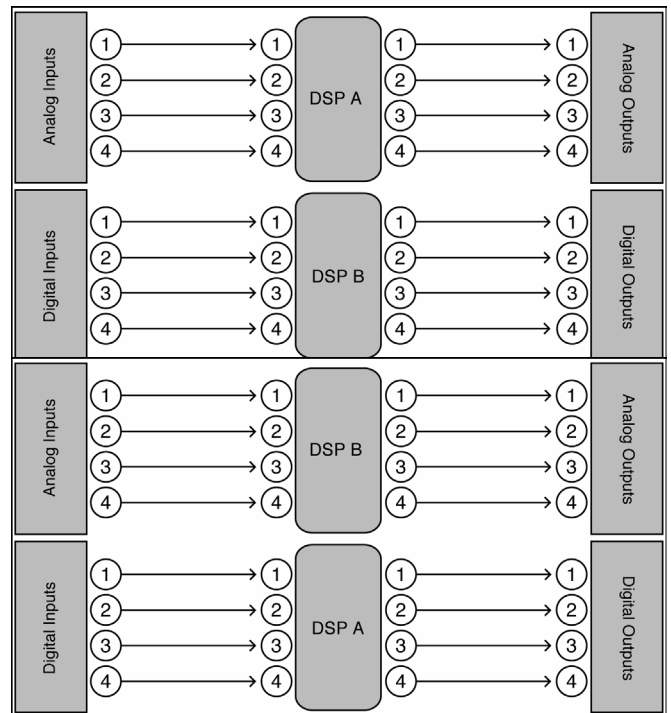 Analog Inputs
1 1 DSP A 1 1
2 2 2 2
3 3 3 3
4 4 4 4
Analog Outputs
Digital Inputs
1 1 DSP B 1 1
2 2 2 2
3 3 3 3
4 4 4 4
Digital Outputs
Analog Inputs
1 1 DSP B 1 1
2 2 2 2
3 3 3 3
4 4 4 4
Analog Outputs
Digital Inputs
1 1 DSP A 1 1
2 2 2 2
3 3 3 3
4 4 4 4
Digital Outputs